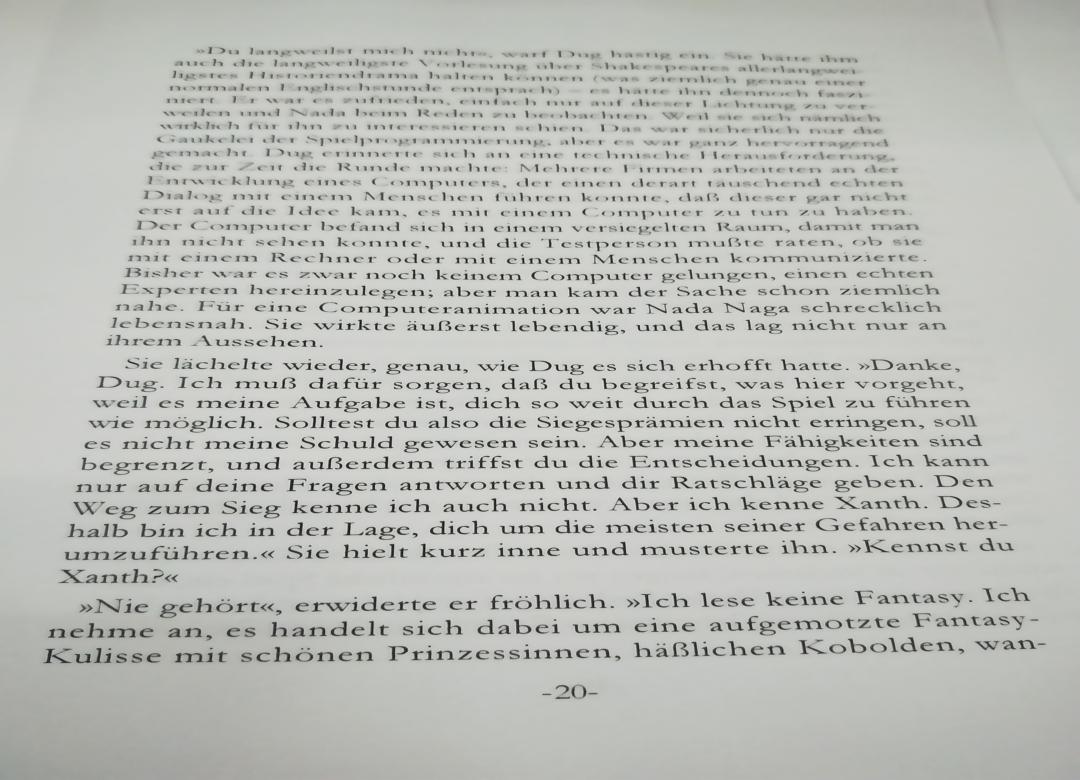 »Du langweilst mich nicht«, warf Dug hastig ein. Sie hätte ihm
auch die langweiligste Vorlesung über Shakespeares allerlangwei-
ligstes Historiendrama halten können (was ziemlich genau einer
normalen Englischstunde entsprach) – es hätte ihn dennoch faszi-
niert. Er war es zufrieden, einfach nur auf dieser Lichtung zu ver-
weilen und Nada beim Reden zu beobachten. Weil sie sich nämlich
wirklich für ihn zu interessieren schien. Das war sicherlich nur die
Gaukelei der Spielprogrammierung, aber es war ganz hervorragend
gemacht. Dug erinnerte sich an eine technische Herausforderung,
die zur Zeit die Runde machte: Mehrere Firmen arbeiteten an der
Entwicklung eines Computers, der einen derart täuschend echten
Dialog mit einem Menschen führen konnte, daß dieser gar nicht
erst auf die Idee kam, es mit einem Computer zu tun zu haben.
Der Computer befand sich in einem versiegelten Raum, damit man
ihn nicht sehen konnte, und die Testperson mußte raten, ob sie
mit einem Rechner oder mit einem Menschen kommunizierte.
Bisher war es zwar noch keinem Computer gelungen, einen echten
Experten hereinzulegen; aber man kam der Sache schon ziemlich
nahe. Für eine Computeranimation war Nada Naga schrecklich
lebensnah. Sie wirkte äußerst lebendig, und das lag nicht nur an
ihrem Aussehen.
Sie lächelte wieder, genau, wie Dug es sich erhofft hatte. »Danke,
Dug. Ich muß dafür sorgen, daß du begreifst, was hier vorgeht,
weil es meine Aufgabe ist, dich so weit durch das Spiel zu führen
wie möglich. Solltest du also die Siegesprämien nicht erringen, soll
es nicht meine Schuld gewesen sein. Aber meine Fähigkeiten sind
begrenzt, und außerdem triffst du die Entscheidungen. Ich kann
nur auf deine Fragen antworten und dir Ratschläge geben. Den
Weg zum Sieg kenne ich auch nicht. Aber ich kenne Xanth. Des-
halb bin ich in der Lage, dich um die meisten seiner Gefahren her-
umzuführen.« Sie hielt kurz inne und musterte ihn. »Kennst du
Xanth?«
»Nie gehört«, erwiderte er fröhlich. »Ich lese keine Fantasy. Ich
nehme an, es handelt sich dabei um eine aufgemotzte Fantasy-
Kulisse mit schönen Prinzessinnen, häßlichen Kobolden, wan-
-20-